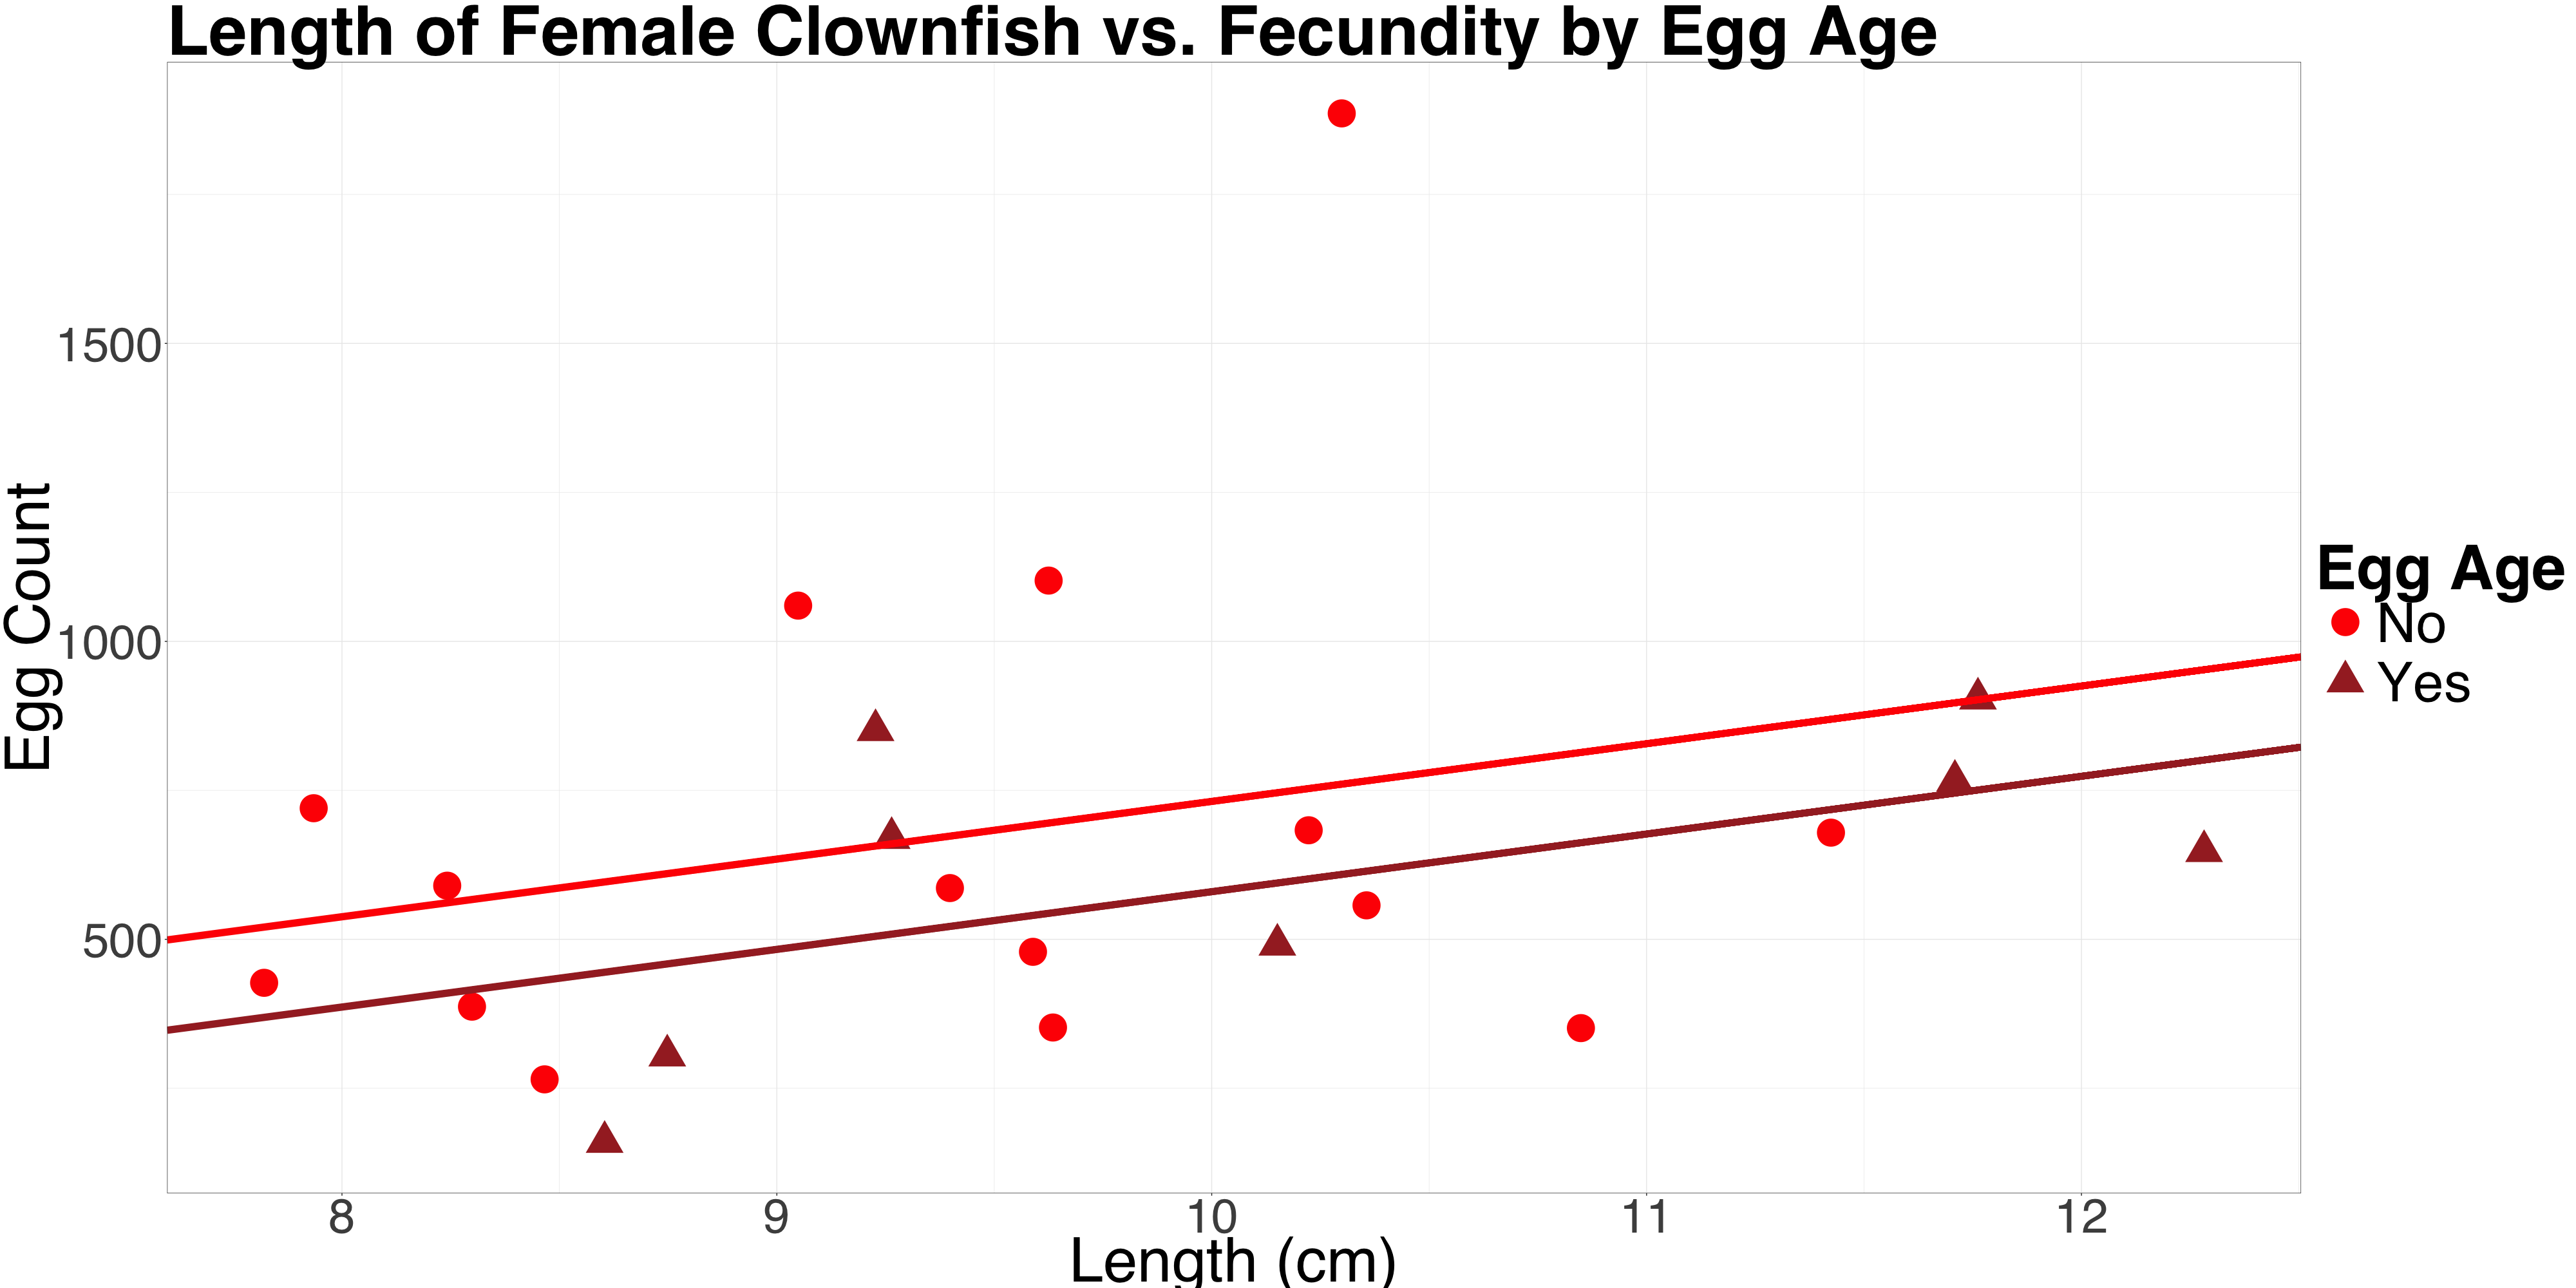 Length of Female Clownfish vs. Fecundity by Egg Age
Egg Count
1500
1000
500
8 9 10 11 12
Length (cm)
Egg Age
No
Yes